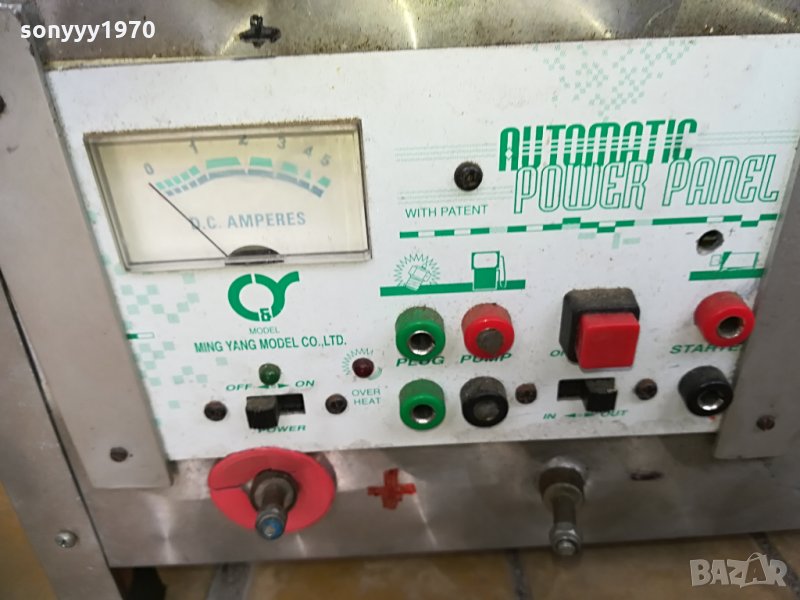 sonyyy1970
0 1 2 3 4 5
D.C. AMPERES
AUTOMATIC
POWER PANEL
WITH PATENT
MODEL
MING YANG MODEL CO.,LTD.
PLUG
PUMP
STARTER
OFF
ON
OVER
HEAT
POWER
IN
OUT
BAZAR